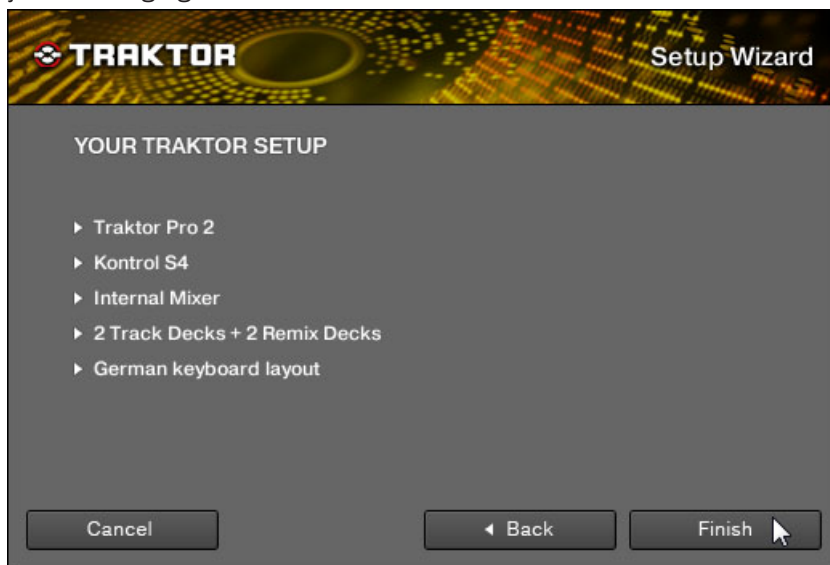 TRAKTOR
Setup Wizard
YOUR TRAKTOR SETUP
Traktor Pro 2
Kontrol S4
Internal Mixer
2 Track Decks + 2 Remix Decks
German keyboard layout
Cancel
Back
Finish